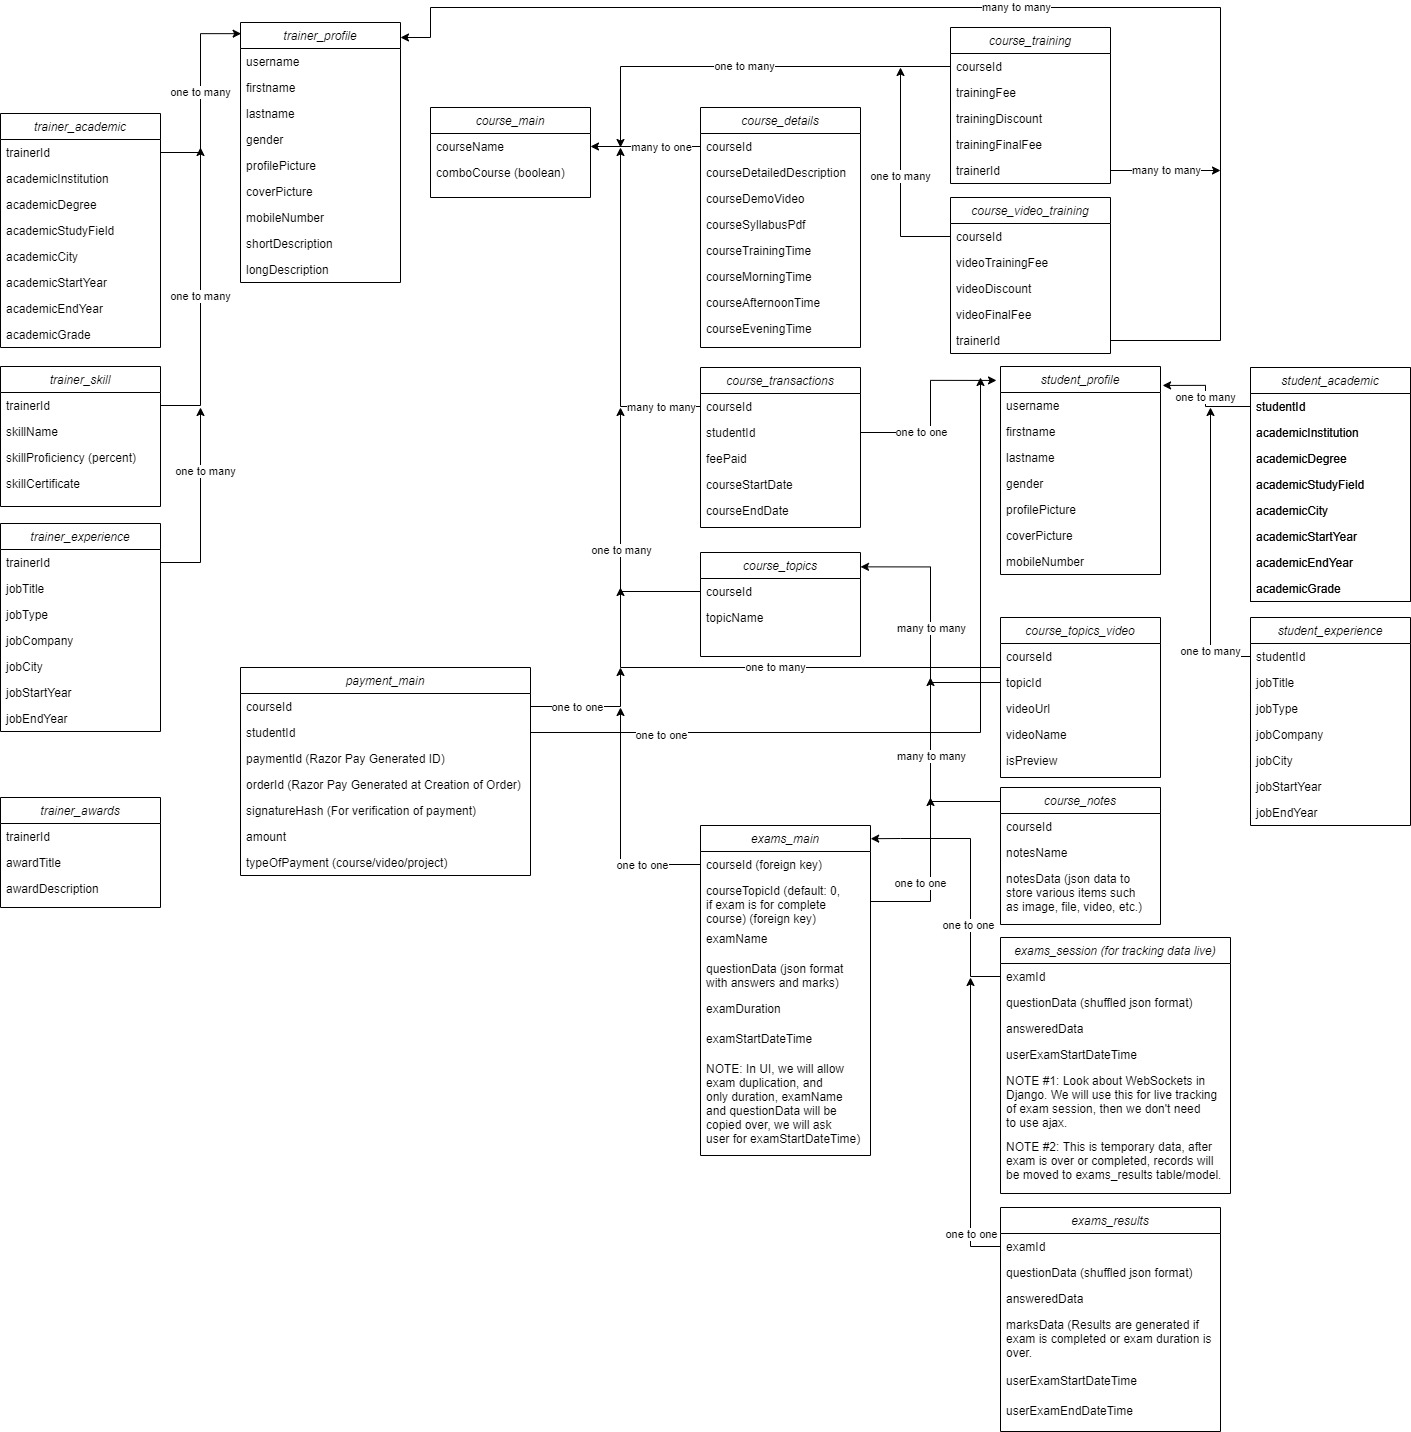 many to many
trainer_profile
username
firstname
lastname
gender
profilePicture
coverPicture
mobileNumber
shortDescription
longDescription
one to many
trainer_academic
trainerId
academicInstitution
academicDegree
academicStudyField
academicCity
academicStartYear
academicEndYear
academicGrade
one to many
trainer_skill
trainerId
skillName
skillProficiency (percent)
skillCertificate
one to many
trainer_experience
trainerId
jobTitle
jobType
jobCompany
jobCity
jobStartYear
jobEndYear
trainer_awards
trainerId
awardTitle
awardDescription
course_main
courseName
comboCourse (boolean)
one to many
many to one
course_details
courseId
courseDetailedDescription
courseDemoVideo
courseSyllabusPdf
courseTrainingTime
courseMorningTime
courseAfternoonTime
courseEveningTime
course_training
courseId
trainingFee
trainingDiscount
trainingFinalFee
trainerId
many to many
one to many
course_video_training
courseId
videoTrainingFee
videoDiscount
videoFinalFee
trainerId
many to many
course_transactions
courseId
studentId
feePaid
courseStartDate
courseEndDate
one to one
student_profile
username
firstname
lastname
gender
profilePicture
coverPicture
mobileNumber
one to many
student_academic
studentId
academicInstitution
academicDegree
academicStudyField
academicCity
academicStartYear
academicEndYear
academicGrade
one to many
course_topics
courseId
topicName
many to many
course_topics_video
courseId
topicId
videoUrl
videoName
isPreview
one to many
student_experience
studentId
jobTitle
jobType
jobCompany
jobCity
jobStartYear
jobEndYear
one to many
payment_main
courseId
studentId
paymentId (Razor Pay Generated ID)
orderId (Razor Pay Generated at Creation of Order)
signatureHash (For verification of payment)
amount
typeOfPayment (course/video/project)
one to one
one to one
many to many
course_notes
courseId
notesName
notesData (json data to
store various items such
as image, file, video, etc.)
one to one
exams_main
courseId (foreign key)
courseTopicId (default: 0,
if exam is for complete
course) (foreign key)
examName
questionData (json format
with answers and marks)
examDuration
examStartDateTime
NOTE: In UI, we will allow
exam duplication, and
only duration, examName
and questionData will be
copied over, we will ask
user for examStartDateTime)
one to one
one to one
exams_session (for tracking data live)
examId
questionData (shuffled json format)
answeredData
userExamStartDateTime
NOTE #1: Look about WebSockets in
Django. We will use this for live tracking
of exam session, then we don't need
to use ajax.
NOTE #2: This is temporary data, after
exam is over or completed, records will
be moved to exams_results table/model.
one to one
exams_results
examId
questionData (shuffled json format)
answeredData
marksData (Results are generated if
exam is completed or exam duration is
over.
userExamStartDateTime
userExamEndDateTime